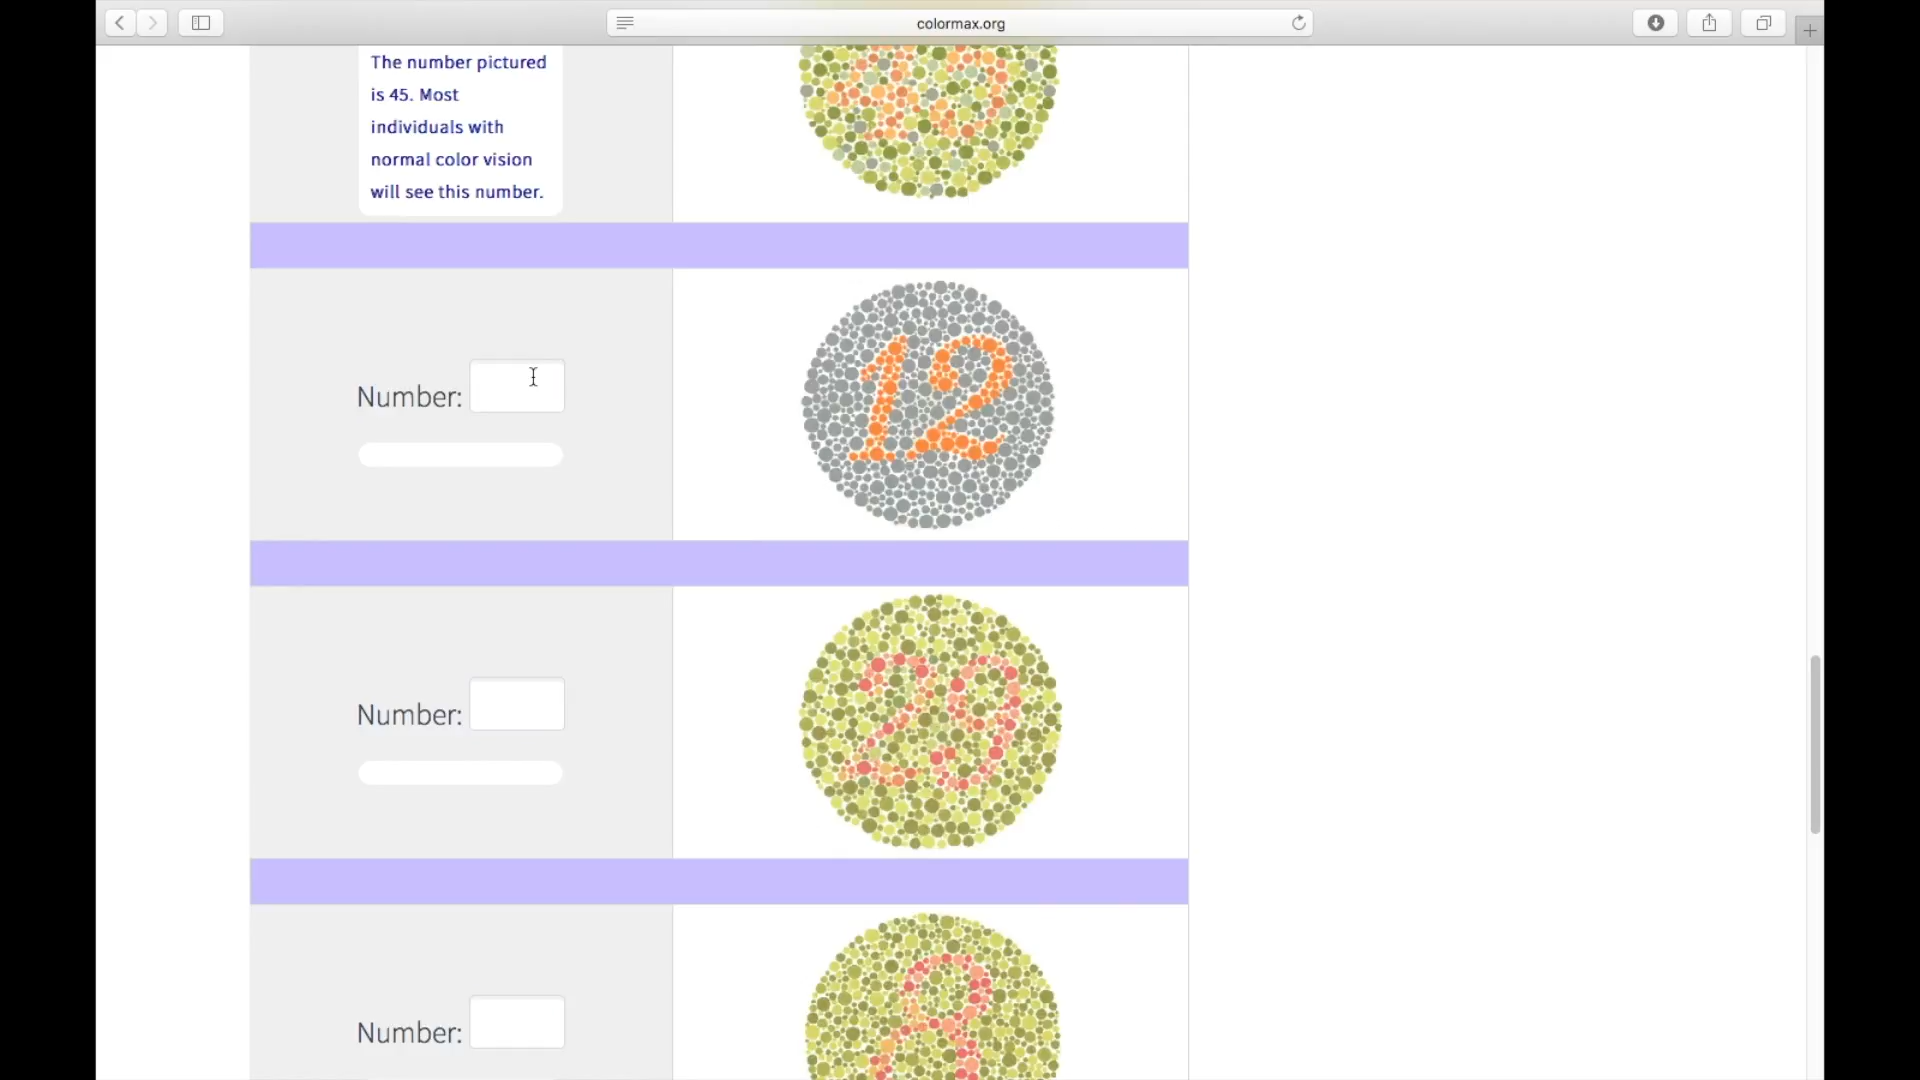 colormax.org
The number pictured
is 45. Most
individuals with
normal color vision
will see this number.
Number:
12
Number:
29
Number: